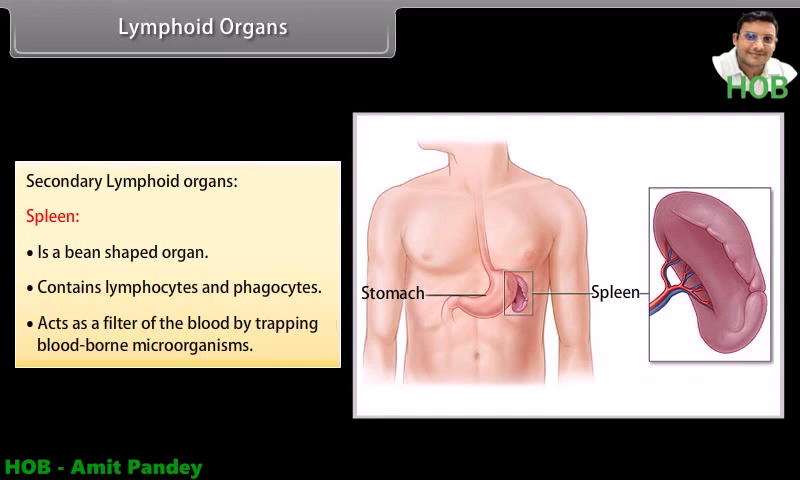 Lymphoid Organs
HOB
Secondary Lymphoid organs:
Spleen:
• Is a bean shaped organ.
• Contains lymphocytes and phagocytes.
• Acts as a filter of the blood by trapping
blood-borne microorganisms.
Stomach
Spleen
HOB - Amit Pandey